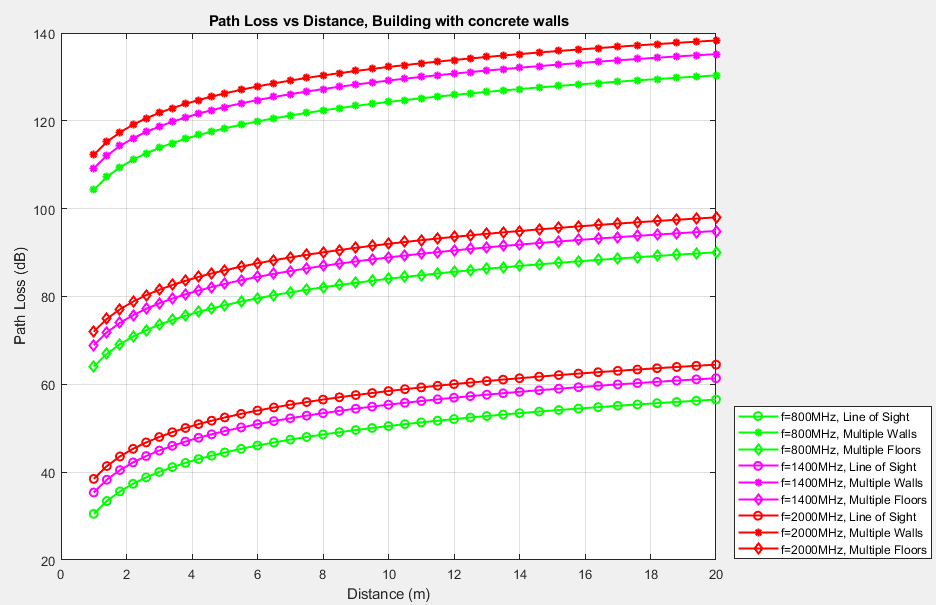 Path Loss vs Distance, Building with concrete walls
140
120
100
80
60
40
20
Path Loss (dB)
0 2 4 6 8 10 12 14 16 18 20
Distance (m)
f=800MHz, Line of Sight
f=800MHz, Multiple Walls
f=800MHz, Multiple Floors
f=1400MHz, Line of Sight
f=1400MHz, Multiple Walls
f=1400MHz, Multiple Floors
f=2000MHz, Line of Sight
f=2000MHz, Multiple Walls
f=2000MHz, Multiple Floors